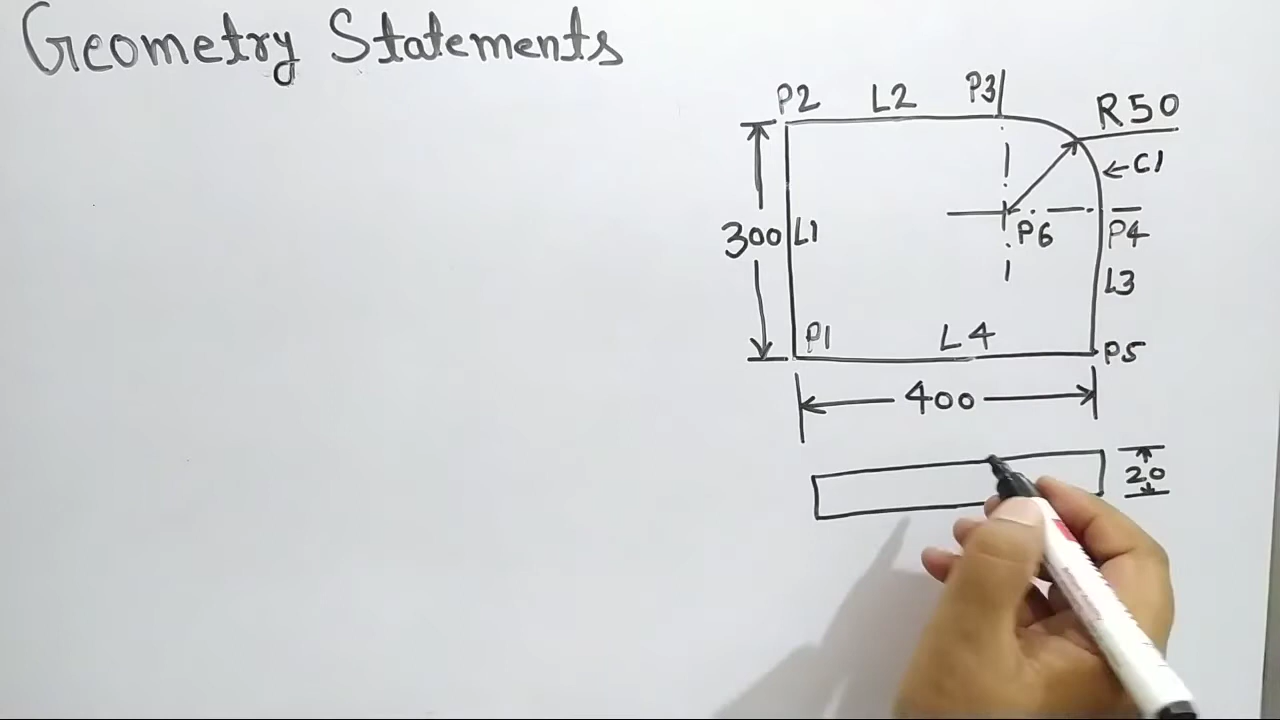 Geometry Statements
P2 L2 P3
R50
C1
300 L1 P6 P4
L3
P1 L4 P5
400
20